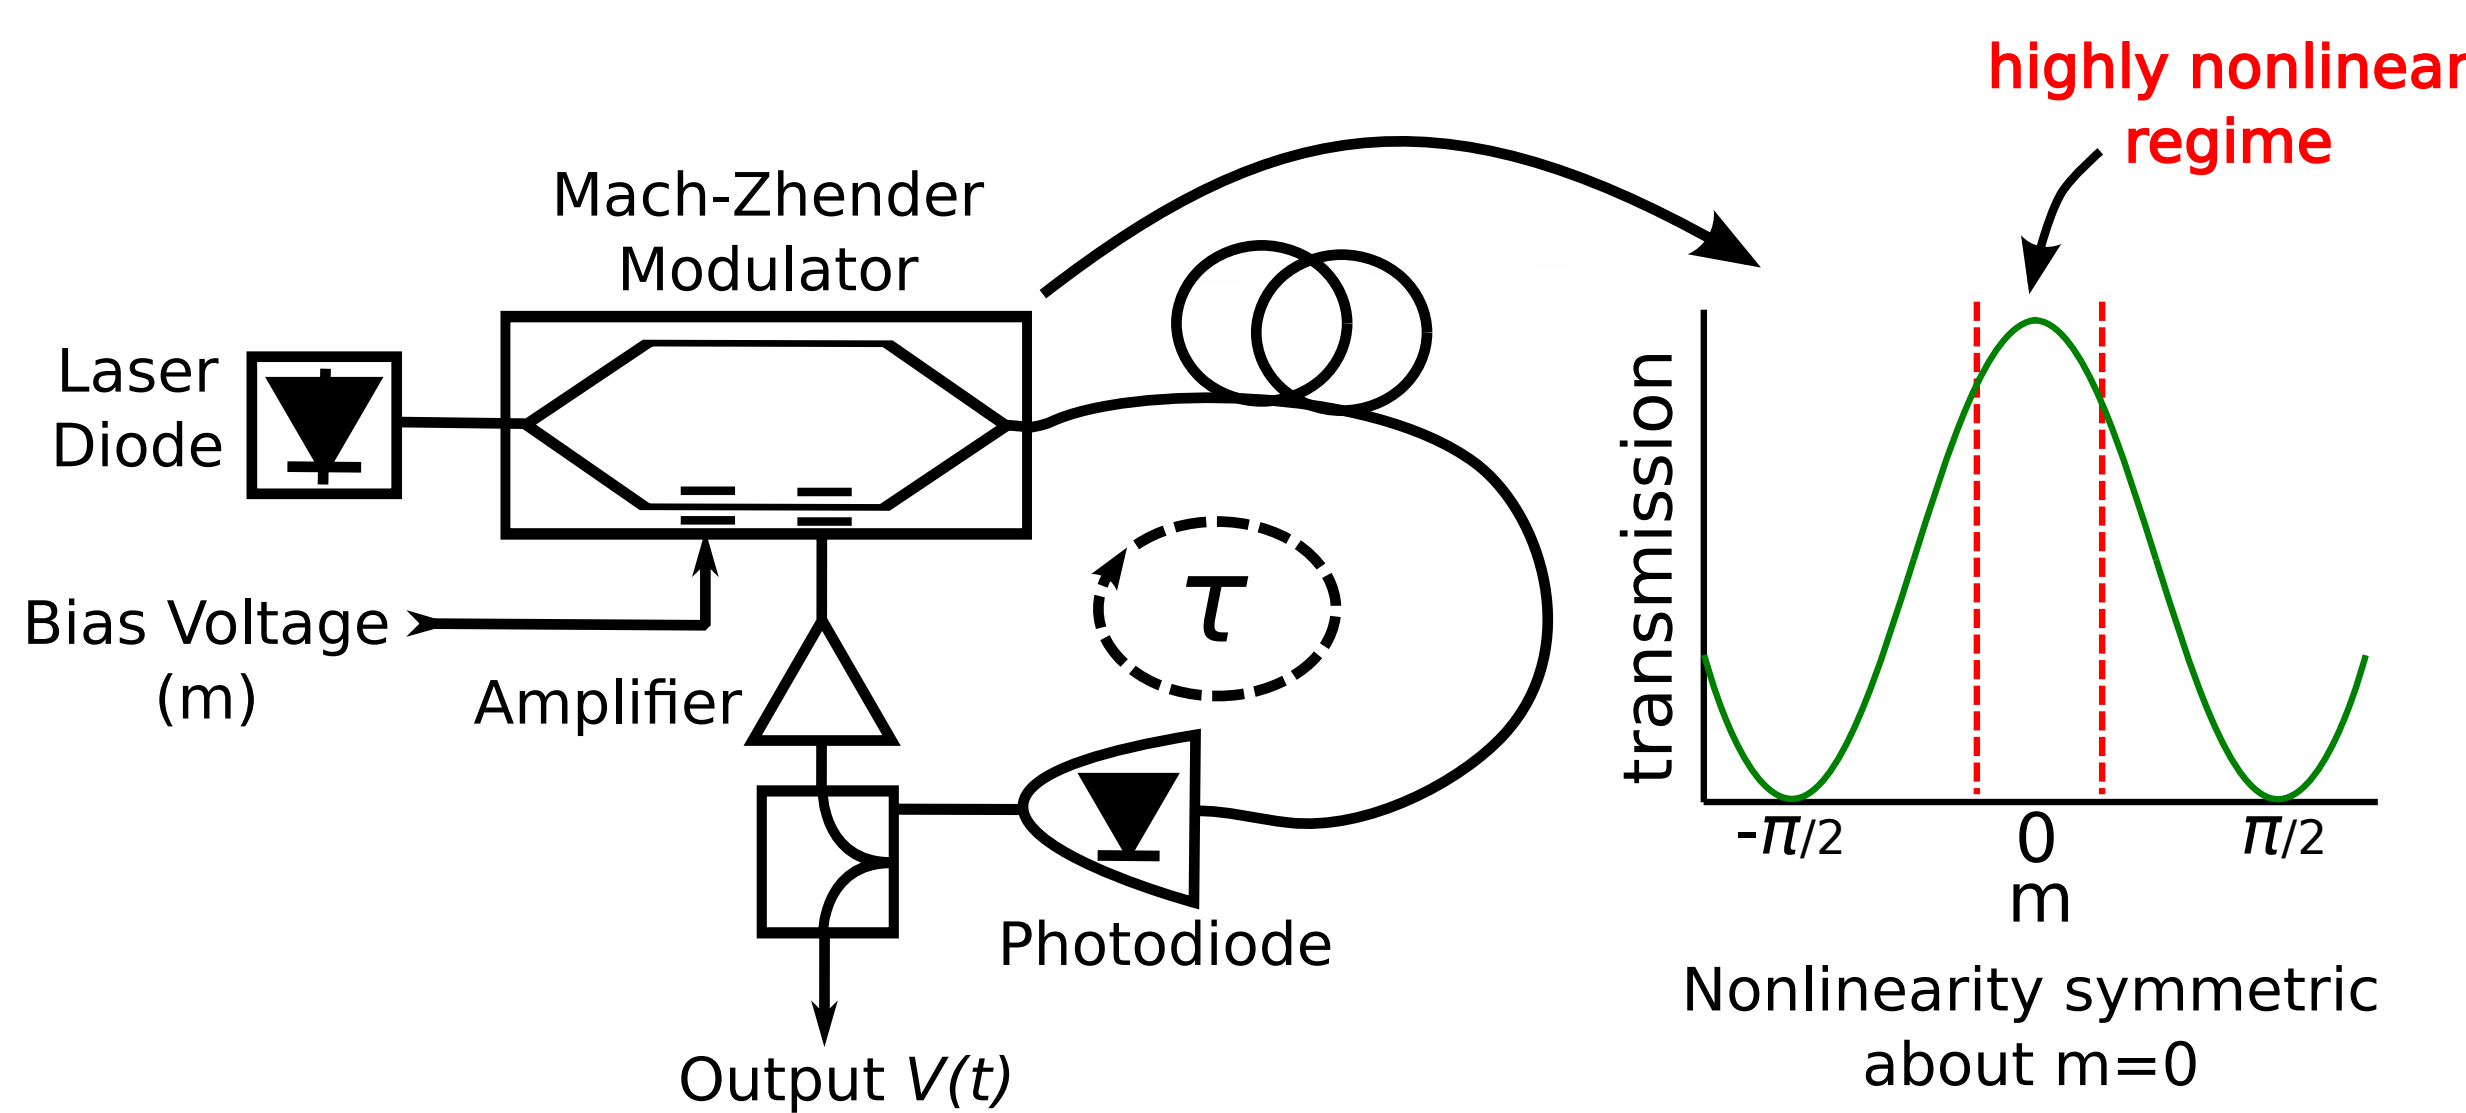 highly nonlinear
regime
Mach-Zhender
Modulator
Laser
Diode
Bias Voltage
(m)
Amplifier
τ
Photodiode
Output V(t)
transmission
-π/2
0
π/2
m
Nonlinearity symmetric
about m=0